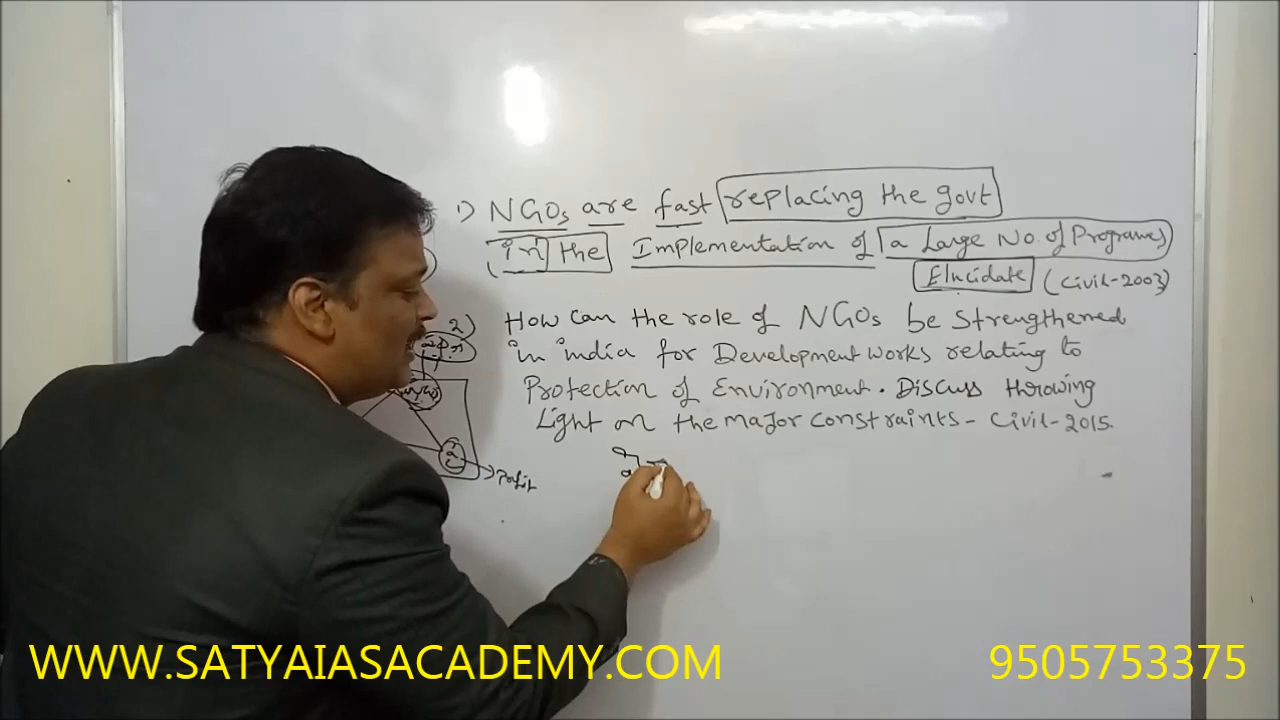 1) NGOs are fast replacing the govt
in the Implementation of a Large No. of Programes
Elucidate (Civil-2003)
2) How can the role of NGOs be strengthened
in india for Development works relating to
Protection of Environment. Discuss throwing
Light on the major constraints - Civil-2015.
Profit
WWW.SATYAIASACADEMY.COM
9505753375